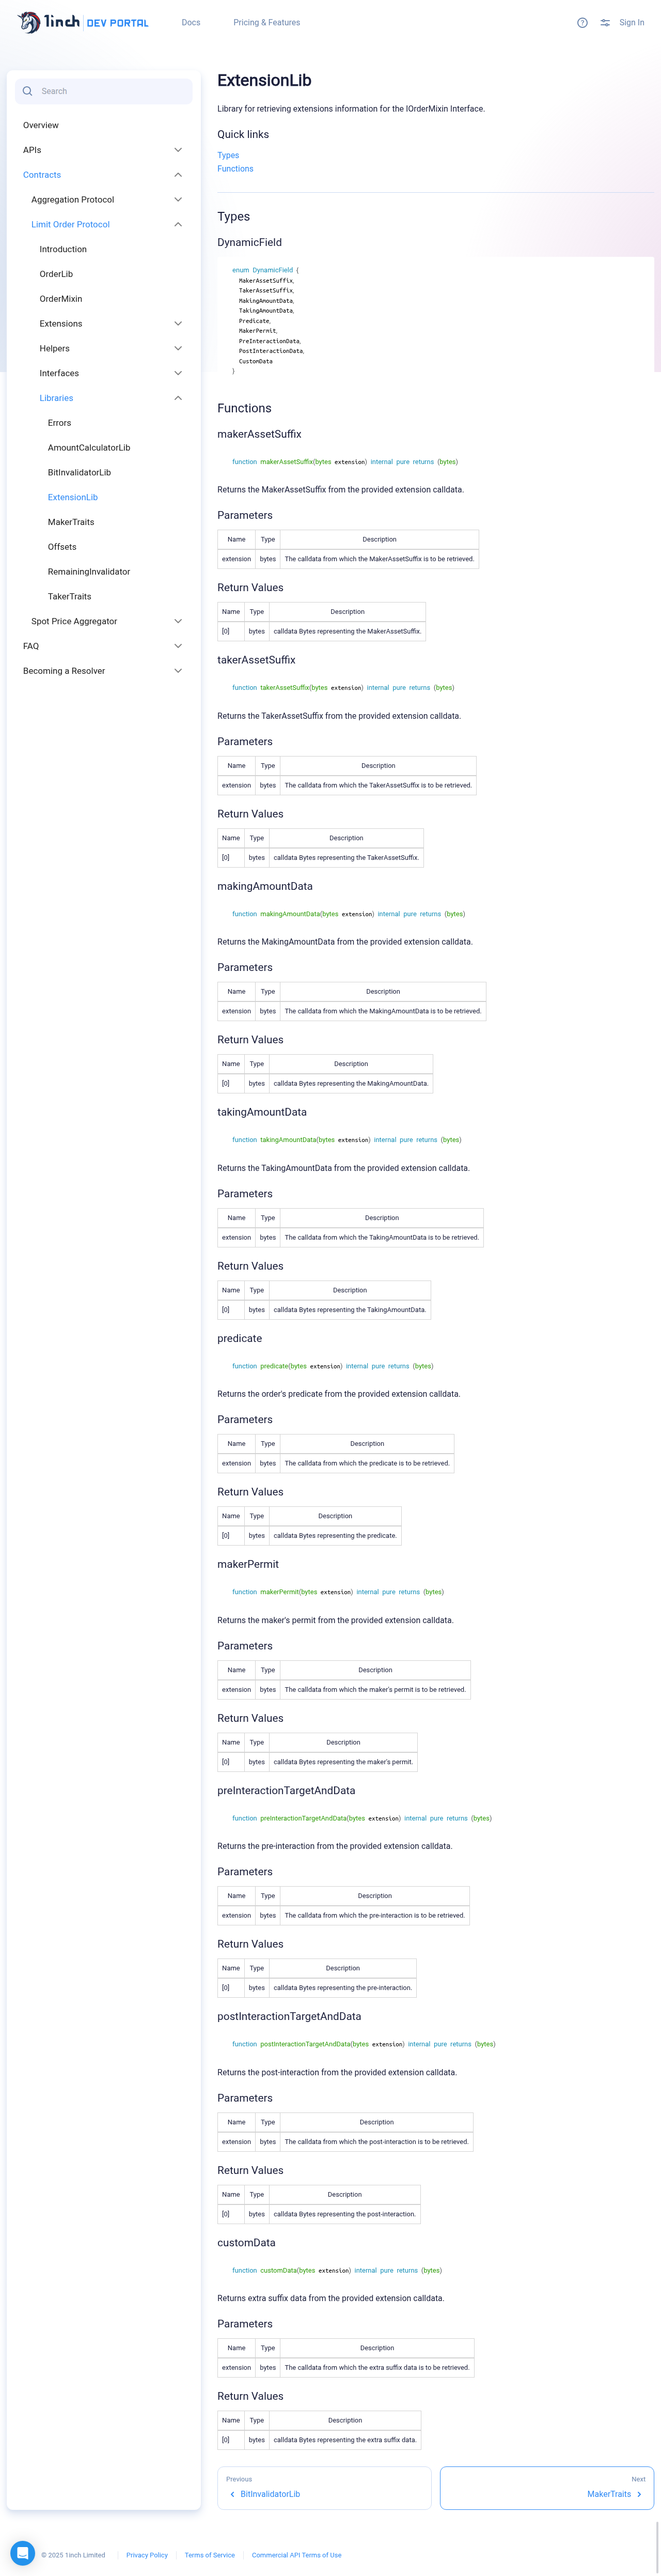 1inch DEV PORTAL
Docs
Pricing & Features
Sign In
Search
Overview
APIs
Contracts
Aggregation Protocol
Limit Order Protocol
Introduction
OrderLib
OrderMixin
Extensions
Helpers
Interfaces
Libraries
Errors
AmountCalculatorLib
BitInvalidatorLib
ExtensionLib
MakerTraits
Offsets
RemainingInvalidator
TakerTraits
Spot Price Aggregator
FAQ
Becoming a Resolver
ExtensionLib
Library for retrieving extensions information for the IOrderMixin Interface.
Quick links
Types
Functions
Types
DynamicField
enum DynamicField {
MakerAssetSuffix,
TakerAssetSuffix,
MakingAmountData,
TakingAmountData,
Predicate,
MakerPermit,
PreInteractionData,
PostInteractionData,
CustomData
}
Functions
makerAssetSuffix
function makerAssetSuffix(bytes extension) internal pure returns (bytes)
Returns the MakerAssetSuffix from the provided extension calldata.
Parameters
Name Type Description
extension bytes The calldata from which the MakerAssetSuffix is to be retrieved.
Return Values
Name Type Description
[0] bytes calldata Bytes representing the MakerAssetSuffix.
takerAssetSuffix
function takerAssetSuffix(bytes extension) internal pure returns (bytes)
Returns the TakerAssetSuffix from the provided extension calldata.
Parameters
Name Type Description
extension bytes The calldata from which the TakerAssetSuffix is to be retrieved.
Return Values
Name Type Description
[0] bytes calldata Bytes representing the TakerAssetSuffix.
makingAmountData
function makingAmountData(bytes extension) internal pure returns (bytes)
Returns the MakingAmountData from the provided extension calldata.
Parameters
Name Type Description
extension bytes The calldata from which the MakingAmountData is to be retrieved.
Return Values
Name Type Description
[0] bytes calldata Bytes representing the MakingAmountData.
takingAmountData
function takingAmountData(bytes extension) internal pure returns (bytes)
Returns the TakingAmountData from the provided extension calldata.
Parameters
Name Type Description
extension bytes The calldata from which the TakingAmountData is to be retrieved.
Return Values
Name Type Description
[0] bytes calldata Bytes representing the TakingAmountData.
predicate
function predicate(bytes extension) internal pure returns (bytes)
Returns the order's predicate from the provided extension calldata.
Parameters
Name Type Description
extension bytes The calldata from which the predicate is to be retrieved.
Return Values
Name Type Description
[0] bytes calldata Bytes representing the predicate.
makerPermit
function makerPermit(bytes extension) internal pure returns (bytes)
Returns the maker's permit from the provided extension calldata.
Parameters
Name Type Description
extension bytes The calldata from which the maker's permit is to be retrieved.
Return Values
Name Type Description
[0] bytes calldata Bytes representing the maker's permit.
preInteractionTargetAndData
function preInteractionTargetAndData(bytes extension) internal pure returns (bytes)
Returns the pre-interaction from the provided extension calldata.
Parameters
Name Type Description
extension bytes The calldata from which the pre-interaction is to be retrieved.
Return Values
Name Type Description
[0] bytes calldata Bytes representing the pre-interaction.
postInteractionTargetAndData
function postInteractionTargetAndData(bytes extension) internal pure returns (bytes)
Returns the post-interaction from the provided extension calldata.
Parameters
Name Type Description
extension bytes The calldata from which the post-interaction is to be retrieved.
Return Values
Name Type Description
[0] bytes calldata Bytes representing the post-interaction.
customData
function customData(bytes extension) internal pure returns (bytes)
Returns extra suffix data from the provided extension calldata.
Parameters
Name Type Description
extension bytes The calldata from which the extra suffix data is to be retrieved.
Return Values
Name Type Description
[0] bytes calldata Bytes representing the extra suffix data.
Previous
BitInvalidatorLib
Next
MakerTraits
© 2025 1inch Limited
Privacy Policy
Terms of Service
Commercial API Terms of Use